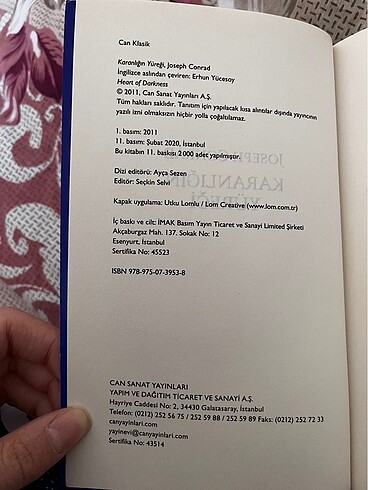 Can Klasik
Karanlığın Yüreği, Joseph Conrad
İngilizce aslından çeviren: Erhun Yücesoy
Heart of Darkness
© 2011, Can Sanat Yayınları A.Ş.
Tüm hakları saklıdır. Tanıtım için yapılacak kısa alıntılar dışında yayıncının
yazılı izni olmaksızın hiçbir yolla çoğaltılamaz.
1. basım: 2011
11. basım: Şubat 2020, İstanbul
Bu kitabın 11. baskısı 2 000 adet yapılmıştır.
Dizi editörü: Ayça Sezen
Editör: Seçkin Selvi
Kapak uygulama: Utku Lomlu / Lom Creative (www.lom.com.tr)
İç baskı ve cilt: İMAK Basım Yayın Ticaret ve Sanayi Limited Şirketi
Akçaburgaz Mah. 137. Sokak No: 12
Esenyurt, İstanbul
Sertifika No: 45523
ISBN 978-975-07-3953-8
CAN SANAT YAYINLARI
YAPIM VE DAĞITIM TİCARET VE SANAYİ A.Ş.
Hayriye Caddesi No: 2, 34430 Galatasaray, İstanbul
Telefon: (0212) 252 56 75 / 252 59 88 / 252 59 89 Faks: (0212) 252 72 33
canyayinlari.com
yayinevi@canyayinlari.com
Sertifika No: 43514